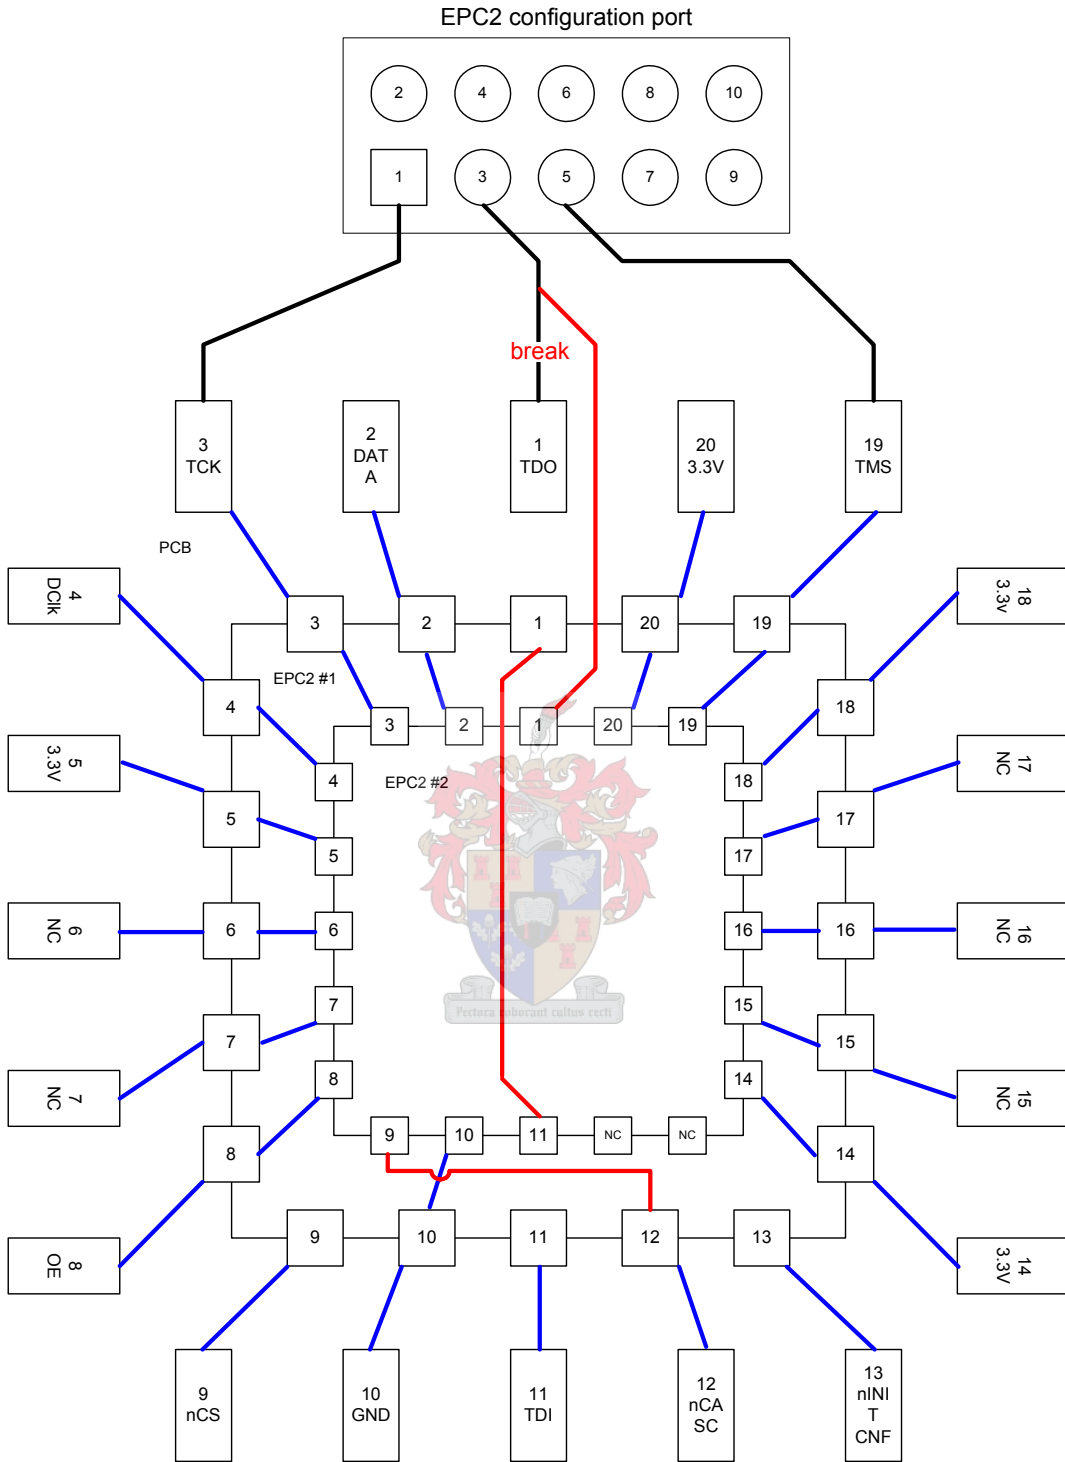 EPC2 configuration port
2 4 6 8 10
1 3 5 7 9
break
3
TCK
2
DAT
A
1
TDO
20
3.3V
19
TMS
PCB
4
DClk
18
3.3v
3 2 1 20 19
EPC2 #1
4
18
3 2 1 20 19
EPC2 #2
4
18
5
3.3V
17
NC
5
17
5
17
6
NC
6
6
16
16
16
NC
7
15
7
15
7
NC
15
NC
8
14
8
14
9 10 11 NC NC
9 10 11 12 13
8
OE
14
3.3V
9
nCS
10
GND
11
TDI
12
nCA
SC
13
nINI
T
CNF
Pectora roborant cultus recti